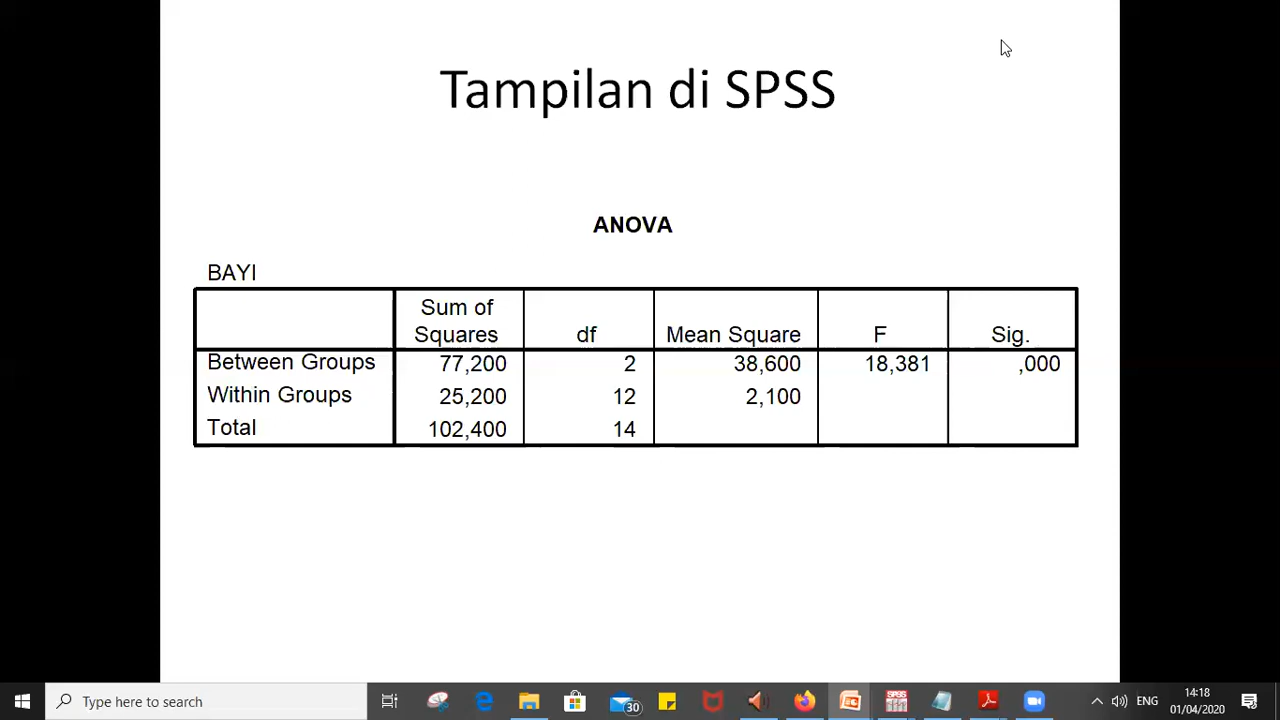 Tampilan di SPSS
ANOVA
BAYI
Sum of Squares df Mean Square F Sig.
Between Groups 77,200 2 38,600 18,381 ,000
Within Groups 25,200 12 2,100
Total 102,400 14
Type here to search 30 SPSS ENG 14:18
01/04/2020